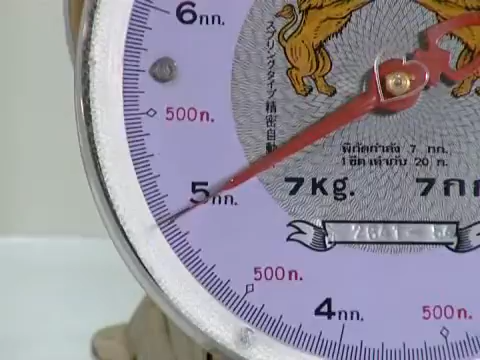 6กก.
500ก.
スプリングタイプ精密自動
พิกัดกำลัง 7 กก.
1ขีดเท่ากับ 20 ก.
5กก.
7Kg. 7กก
500ก.
4กก.
500ก.